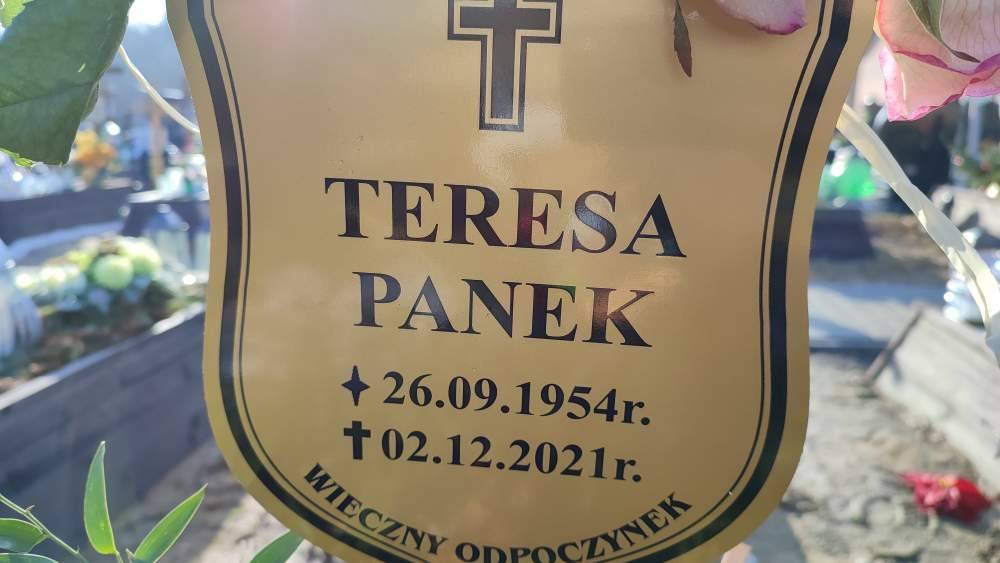 TERESA
PANEK
26.09.1954r.
02.12.2021r.
WIECZNY ODPOCZYNEK